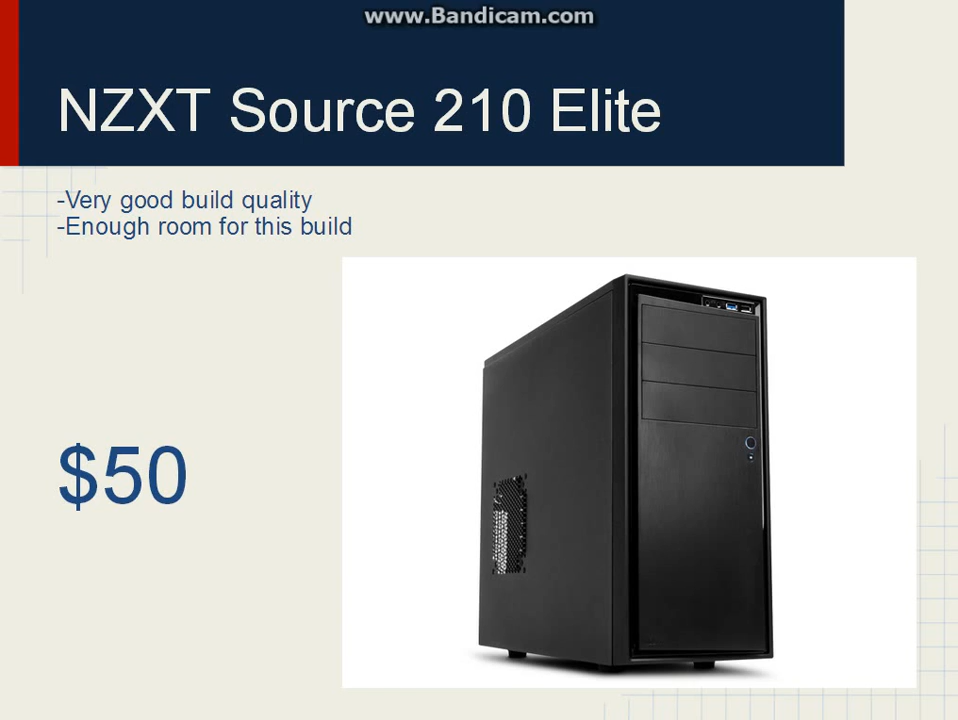 www.Bandicam.com
NZXT Source 210 Elite
-Very good build quality
-Enough room for this build
$50